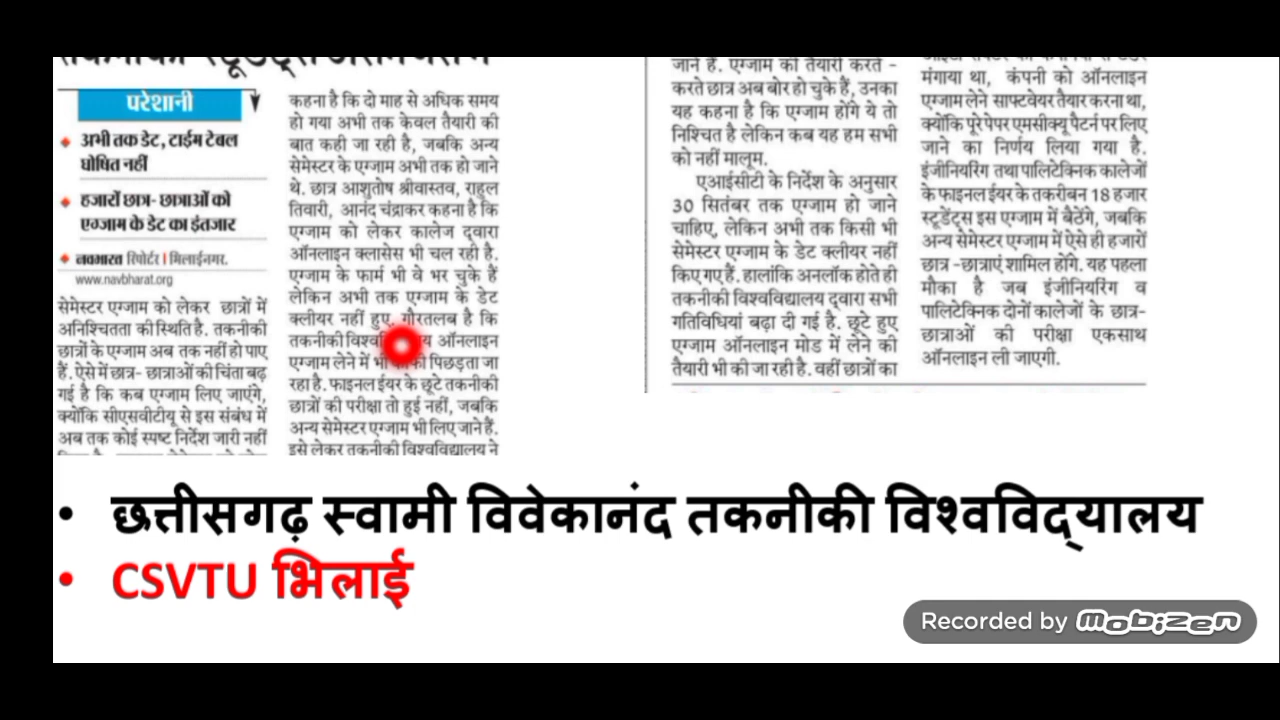 परेशानी
अभी तक डेट, टाईम टेबल
घोषित नहीं
हजारों छात्र- छात्राओं को
एग्जाम के डेट का इंतजार
नवभारत रिपोर्टर | भिलाईनगर.
www.navbharat.org
सेमेस्टर एग्जाम को लेकर छात्रों में
अनिश्चितता की स्थिति है. तकनीकी
छात्रों के एग्जाम अब तक नहीं हो पाए
हैं. ऐसे में छात्र- छात्राओं की चिंता बढ़
गई है कि कब एग्जाम लिए जाएंगे,
क्योंकि सीएसवीटीयू से इस संबंध में
अब तक कोई स्पष्ट निर्देश जारी नहीं
कहना है कि दो माह से अधिक समय
हो गया अभी तक केवल तैयारी की
बात कही जा रही है, जबकि अन्य
सेमेस्टर के एग्जाम अभी तक हो जाने
थे. छात्र आशुतोष श्रीवास्तव, राहुल
तिवारी, आनंद चंद्राकर कहना है कि
एग्जाम को लेकर कालेज द्वारा
ऑनलाइन क्लासेस भी चल रही है.
एग्जाम के फार्म भी वे भर चुके हैं
लेकिन अभी तक एग्जाम के डेट
क्लीयर नहीं हुए. गौरतलब है कि
तकनीकी ऑनलाइन
एग्जाम लेने में भी पिछड़ता जा
रहा है. फाइनल ईयर के छूटे तकनीकी
छात्रों की परीक्षा तो हुई नहीं, जबकि
अन्य सेमेस्टर एग्जाम भी लिए जाने हैं.
इसे लेकर तकनीकी विश्वविद्यालय ने
जाने हैं. एग्जाम की तैयारी करते -
करते छात्र अब बोर हो चुके हैं, उनका
यह कहना है कि एग्जाम होंगे ये तो
निश्चित है लेकिन कब यह हम सभी
को नहीं मालूम.
एआईसीटी के निर्देश के अनुसार
30 सितंबर तक एग्जाम हो जाने
चाहिए, लेकिन अभी तक किसी भी
सेमेस्टर एग्जाम के डेट क्लीयर नहीं
किए गए हैं. हालांकि अनलॉक होते ही
तकनीकी विश्वविद्यालय द्वारा सभी
गतिविधियां बढ़ा दी गई है. छूटे हुए
एग्जाम ऑनलाइन मोड में लेने की
तैयारी भी की जा रही है. वहीं छात्रों का
मंगाया था, कंपनी को ऑनलाइन
एग्जाम लेने साफ्टवेयर तैयार करना था,
क्योंकि पूरे पेपर एमसीक्यू पैटर्न पर लिए
जाने का निर्णय लिया गया है.
इंजीनियरिंग तथा पालिटेक्निक कालेजों
के फाइनल ईयर के तकरीबन 18 हजार
स्टूडेंट्स इस एग्जाम में बैठेंगे, जबकि
अन्य सेमेस्टर एग्जाम में ऐसे ही हजारों
छात्र -छात्राएं शामिल होंगे. यह पहला
मौका है जब इंजीनियरिंग व
पालिटेक्निक दोनों कालेजों के छात्र-
छात्राओं की परीक्षा एकसाथ
ऑनलाइन ली जाएगी.
• छत्तीसगढ़ स्वामी विवेकानंद तकनीकी विश्वविद्यालय
• CSVTU भिलाई
Recorded by mobizen